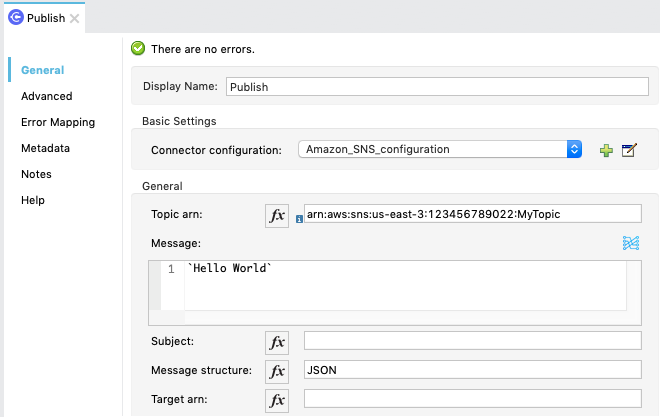 Publish
There are no errors.
General
Advanced
Error Mapping
Metadata
Notes
Help
Display Name: Publish
Basic Settings
Connector configuration: Amazon_SNS_configuration
General
Topic arn: fx arn:aws:sns:us-east-3:123456789022:MyTopic
Message:
1 `Hello World`
Subject: fx
Message structure: fx JSON
Target arn: fx